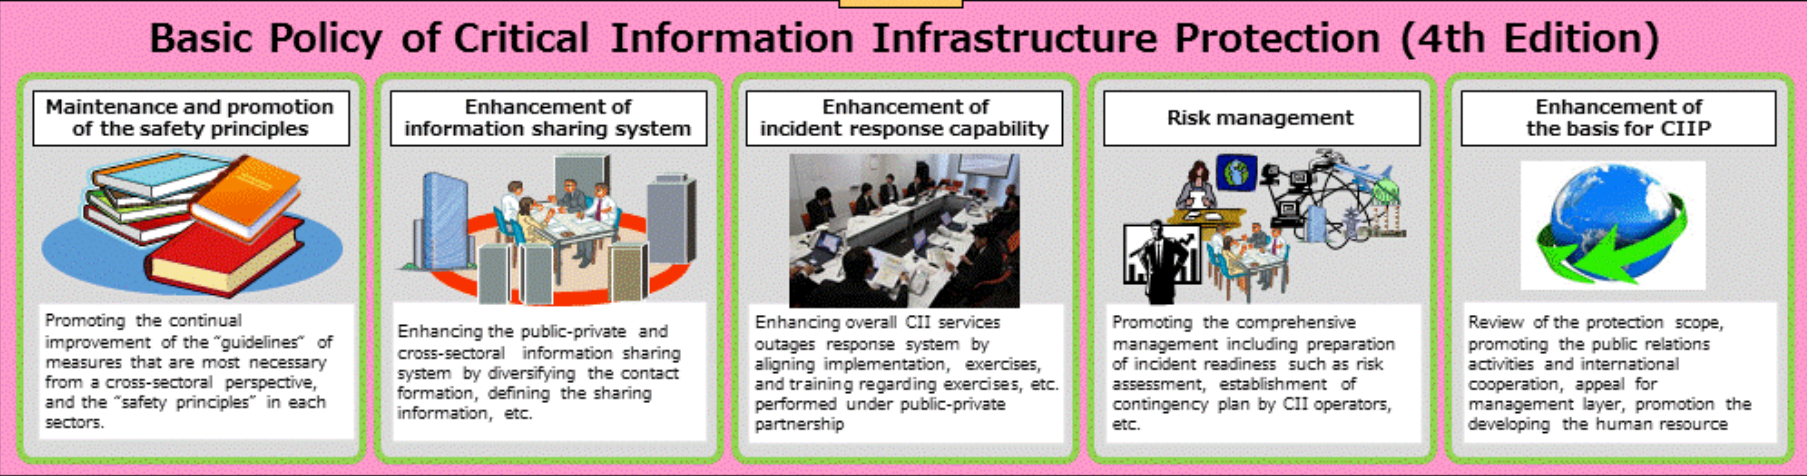 Basic Policy of Critical Information Infrastructure Protection (4th Edition)
Maintenance and promotion
of the safety principles
Promoting the continual
improvement of the “guidelines” of
measures that are most necessary
from a cross-sectoral perspective,
and the “safety principles” in each
sectors.
Enhancement of
information sharing system
Enhancing the public-private and
cross-sectoral information sharing
system by diversifying the contact
formation, defining the sharing
information, etc.
Enhancement of
incident response capability
Enhancing overall CII services
outages response system by
aligning implementation, exercises,
and training regarding exercises, etc.
performed under public-private
partnership
Risk management
Promoting the comprehensive
management including preparation
of incident readiness such as risk
assessment, establishment of
contingency plan by CII operators,
etc.
Enhancement of
the basis for CIIP
Review of the protection scope,
promoting the public relations
activities and international
cooperation, appeal for
management layer, promotion the
developing the human resource